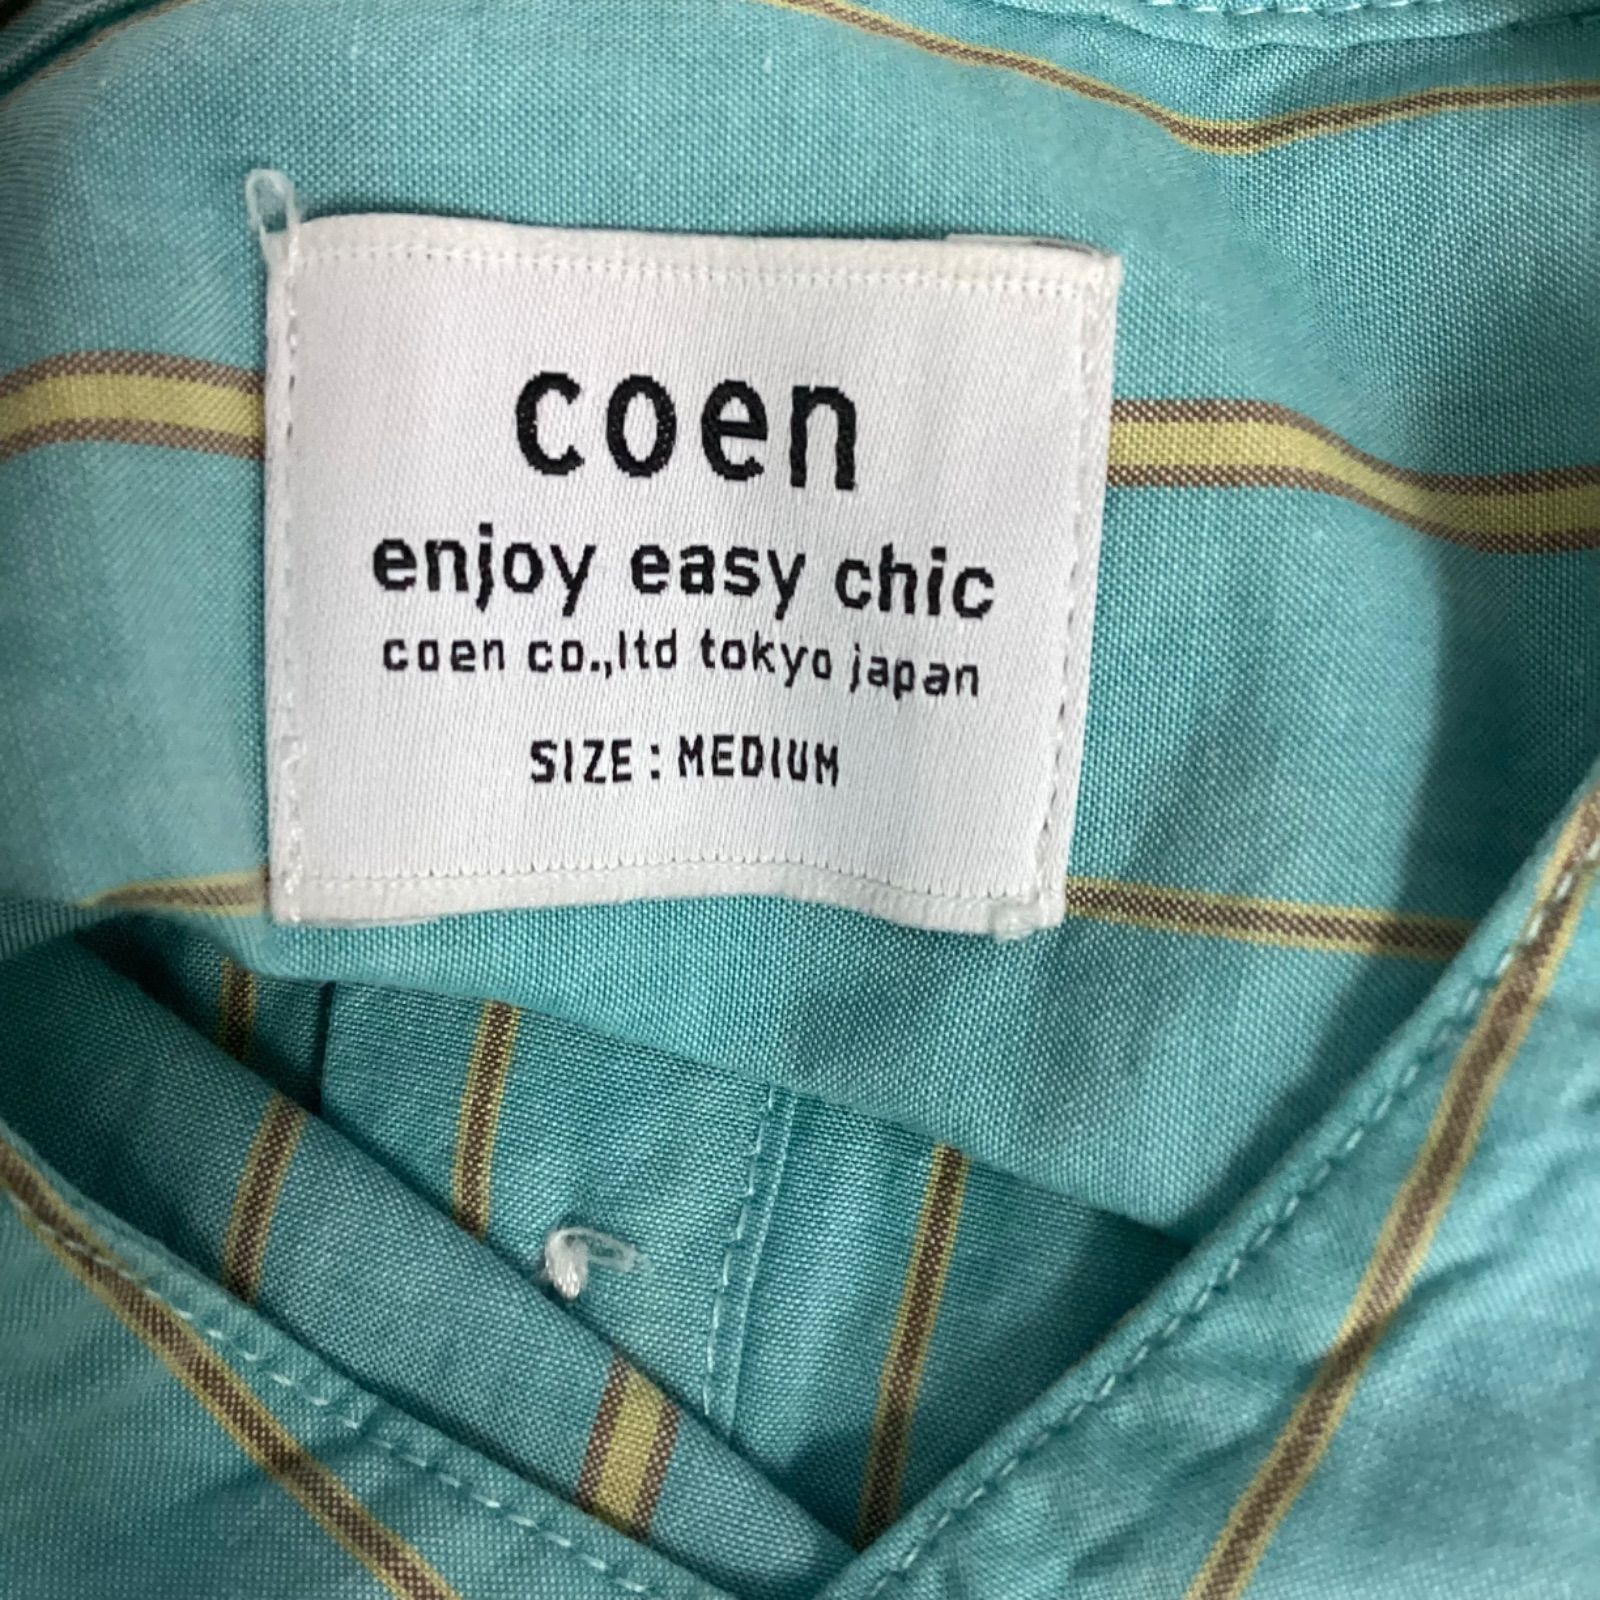 coen
enjoy easy chic
coen co.,ltd tokyo japan
SIZE : MEDIUM